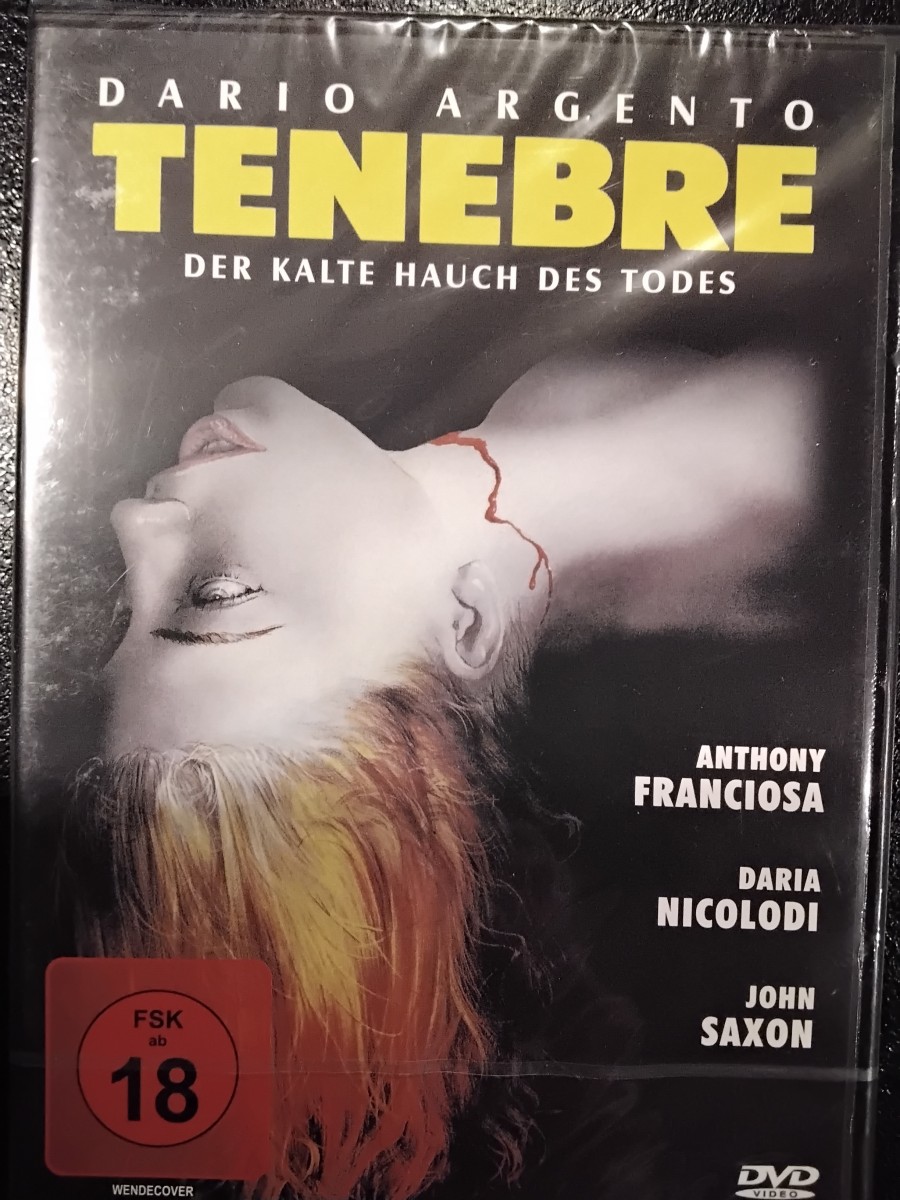 DARIO ARGENTO
TENEBRE
DER KALTE HAUCH DES TODES
ANTHONY
FRANCIOSA
DARIA
NICOLODI
JOHN
SAXON
FSK
ab
18
WENDECOVER
DVD
VIDEO